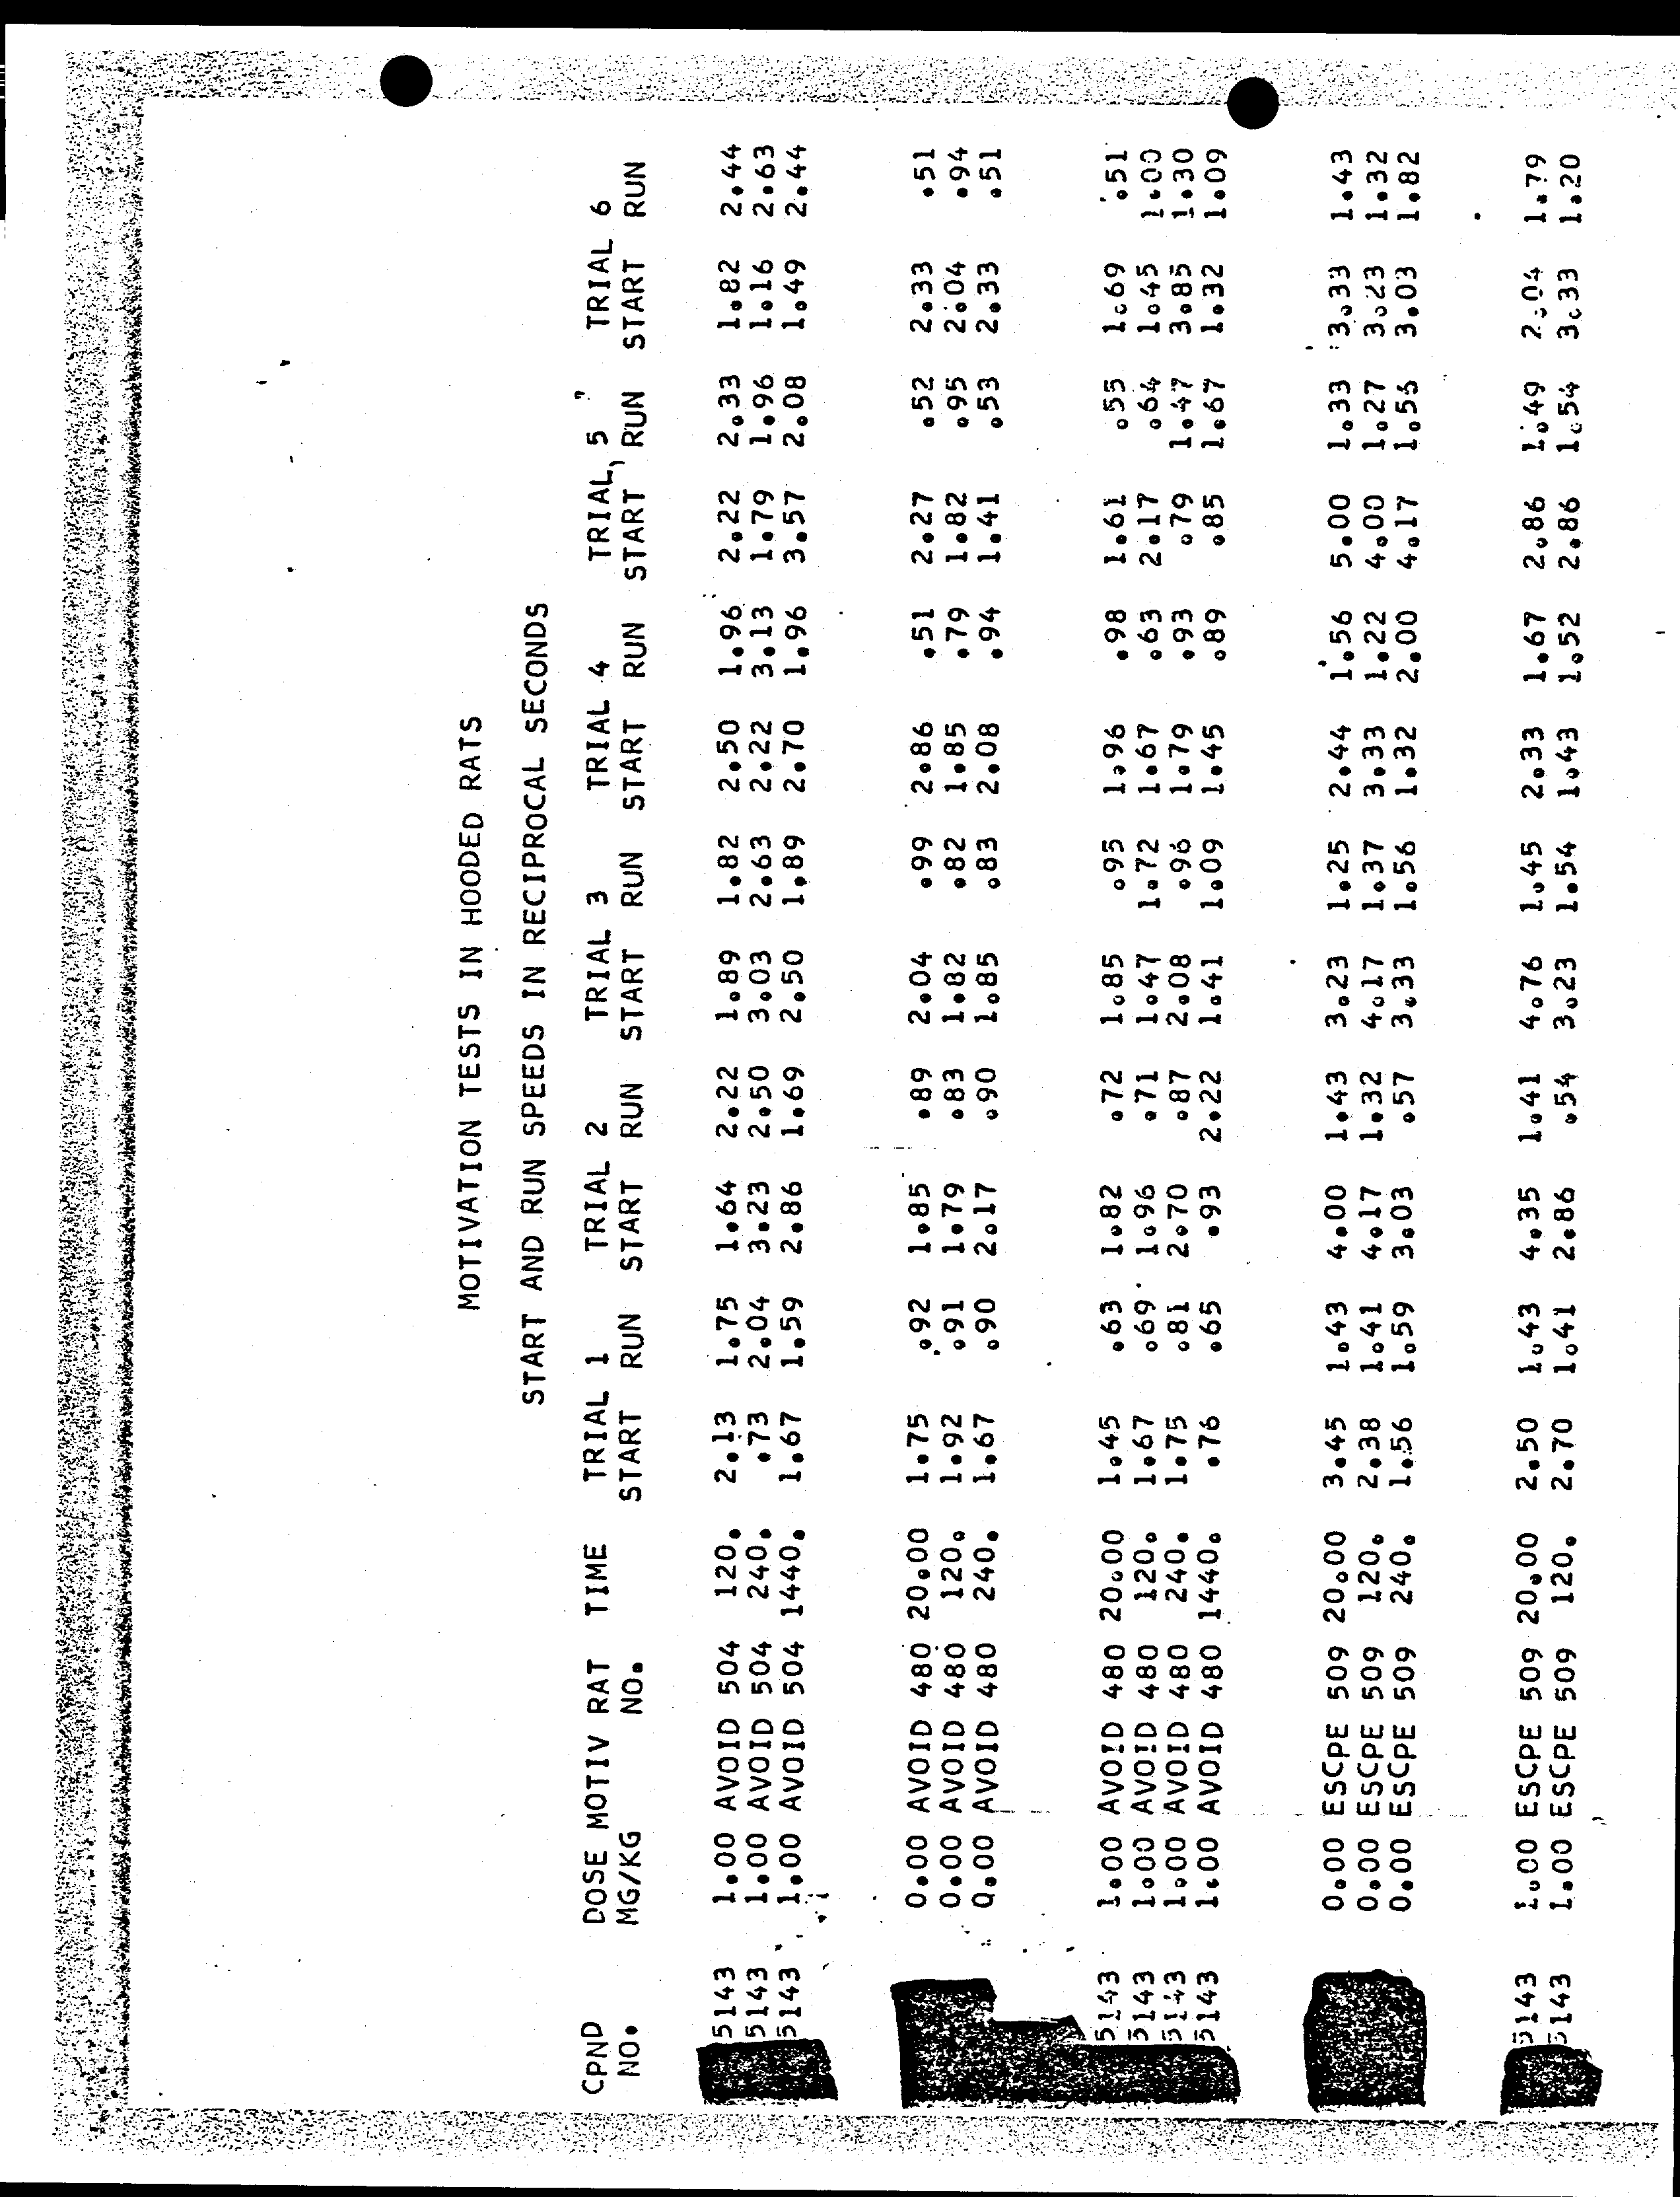 MOTIVATION TESTS IN HOODED RATS
START AND RUN SPEEDS IN RECIPROCAL SECONDS
CPND DOSE MOTIV RAT TIME TRIAL 1 TRIAL 2 TRIAL 3 TRIAL 4 TRIAL 5 TRIAL 6
NO. MG/KG NO. START RUN START RUN START RUN START RUN START RUN START RUN
5143 1.00 AVOID 504 120. 2.13 1.75 1.64 2.22 1.89 1.82 2.50 1.96 2.22 2.33 1.82 2.44
5143 1.00 AVOID 504 240. .73 2.04 3.23 2.50 3.03 2.63 2.22 3.13 1.79 1.96 1.16 2.63
5143 1.00 AVOID 504 1440. 1.67 1.59 2.86 1.69 2.50 1.89 2.70 1.96 3.57 2.08 1.49 2.44
0.00 AVOID 480 20.00 1.75 .92 1.85 .89 2.04 .99 2.86 .51 2.27 .52 2.33 .51
0.00 AVOID 480 120. 1.92 .91 1.79 .83 1.82 .82 1.85 .79 1.82 .95 2.04 .94
0.00 AVOID 480 240. 1.67 .90 2.17 .90 1.85 .83 2.08 .94 1.41 .53 2.33 .51
5143 1.00 AVOID 480 20.00 1.45 .63 1.82 .72 1.85 .95 1.96 .98 1.61 .55 1.69 .51
5143 1.00 AVOID 480 120. 1.67 .69 1.96 .71 1.47 1.72 1.67 .63 2.17 .64 1.45 1.00
5143 1.00 AVOID 480 240. 1.75 .81 2.70 .87 2.08 .96 1.79 .93 .79 1.47 3.85 1.30
5143 1.00 AVOID 480 1440. .76 .65 .93 2.22 1.41 1.09 1.45 .89 .85 1.67 1.32 1.09
0.00 ESCPE 509 20.00 3.45 1.43 4.00 1.43 3.23 1.25 2.44 1.56 5.00 1.33 3.33 1.43
0.00 ESCPE 509 120. 2.38 1.41 4.17 1.32 4.17 1.37 3.33 1.22 4.00 1.27 3.23 1.32
0.00 ESCPE 509 240. 1.56 1.59 3.03 .57 3.33 1.56 1.32 2.00 4.17 1.56 3.03 1.82
5143 1.00 ESCPE 509 20.00 2.50 1.43 4.35 1.41 4.76 1.45 2.33 1.67 2.86 1.49 2.04 1.79
5143 1.00 ESCPE 509 120. 2.70 1.41 2.86 .54 3.23 1.54 1.43 1.52 2.86 1.54 3.33 1.20